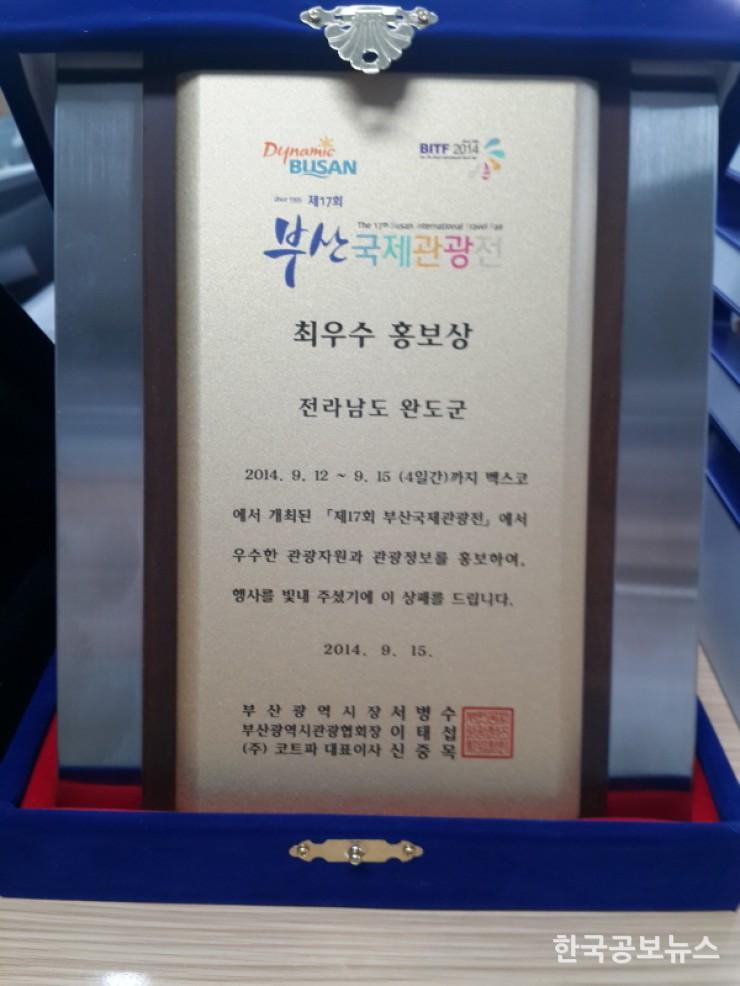 Dynamic
BUSAN
BITF 2014
since 1998 제17회
The 17th Busan International Travel Fair
부산국제관광전
최우수 홍보상
전라남도 완도군
2014. 9. 12 ~ 9. 15 (4일간)까지 벡스코
에서 개최된 「제17회 부산국제관광전」에서
우수한 관광자원과 관광정보를 홍보하여,
행사를 빛내 주셨기에 이 상패를 드립니다.
2014. 9. 15.
부산광역시장 서병수
부산광역시관광협회장 이태섭
(주) 코트파 대표이사 신중목
한국공보뉴스